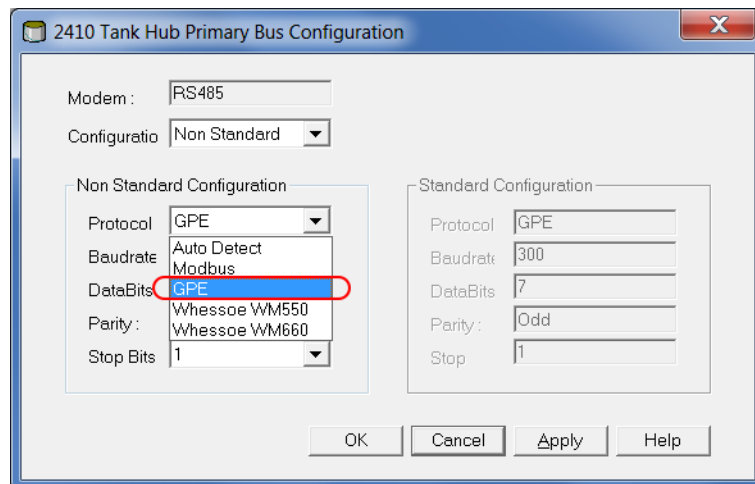 2410 Tank Hub Primary Bus Configuration
X
Modem : RS485
Configuratio Non Standard
Non Standard Configuration
Protocol GPE
Baudrate
DataBits
Parity :
Stop Bits 1
Auto Detect
Modbus
GPE
Whessoe WM550
Whessoe WM660
Standard Configuration
Protocol GPE
Baudrate 300
DataBits 7
Parity : Odd
Stop 1
OK Cancel Apply Help